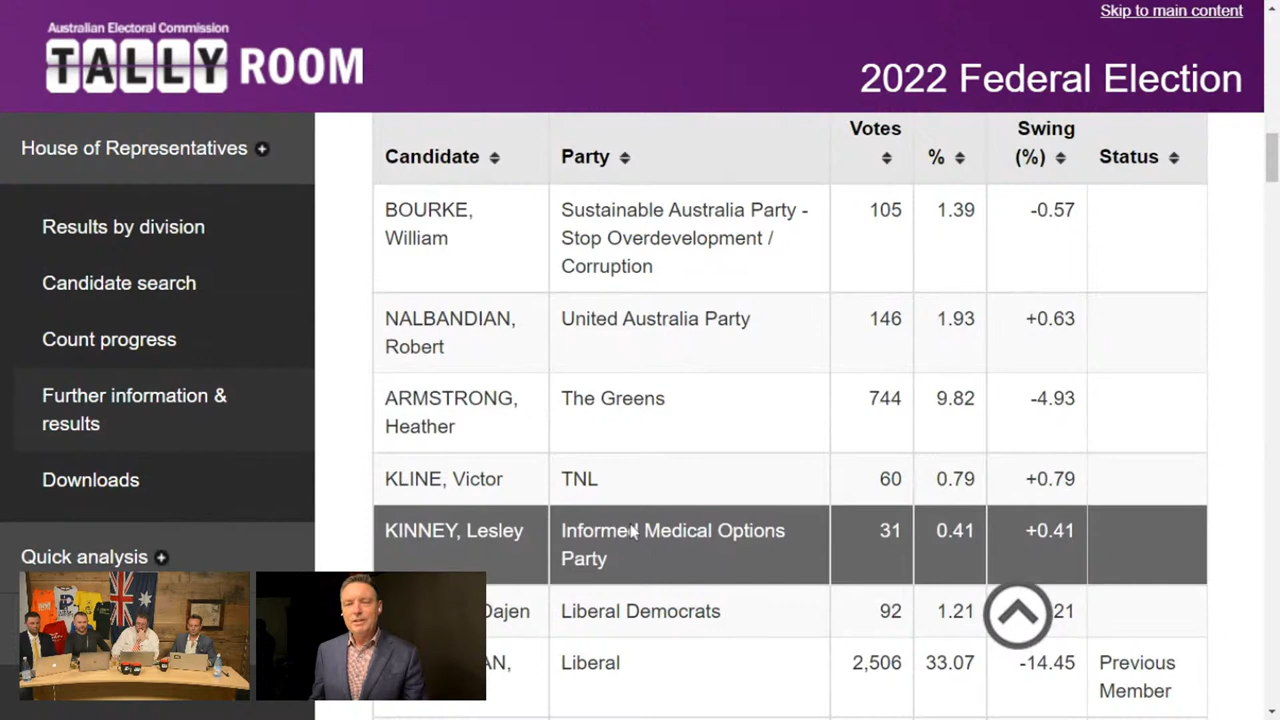 Skip to main content
Australian Electoral Commission
TALLY ROOM
2022 Federal Election
House of Representatives
Results by division
Candidate search
Count progress
Further information &
results
Downloads
Quick analysis
Votes Swing
Candidate Party % (%) Status
BOURKE, Sustainable Australia Party - 105 1.39 -0.57
William Stop Overdevelopment /
Corruption
NALBANDIAN, United Australia Party 146 1.93 +0.63
Robert
ARMSTRONG, The Greens 744 9.82 -4.93
Heather
KLINE, Victor TNL 60 0.79 +0.79
KINNEY, Lesley Informed Medical Options 31 0.41 +0.41
Party
Dajen Liberal Democrats 92 1.21 21
AN, Liberal 2,506 33.07 -14.45 Previous
Member